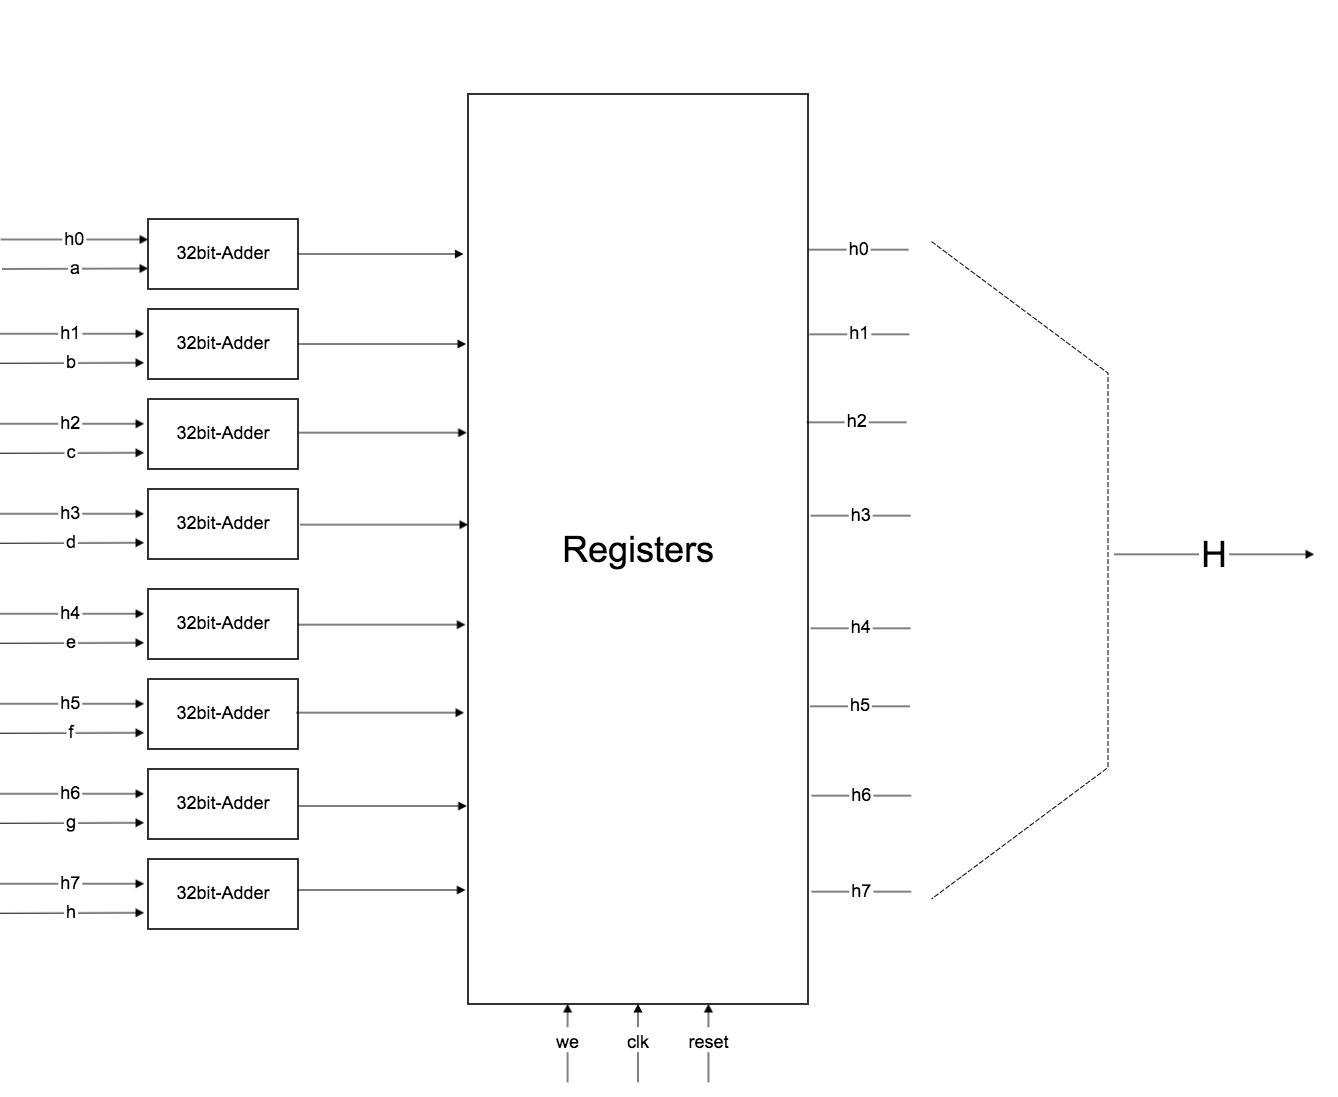 h0
a
32bit-Adder
h1
b
32bit-Adder
h2
c
32bit-Adder
h3
d
32bit-Adder
h4
e
32bit-Adder
h5
f
32bit-Adder
h6
g
32bit-Adder
h7
h
32bit-Adder
Registers
we
clk
reset
h0
h1
h2
h3
h4
h5
h6
h7
H